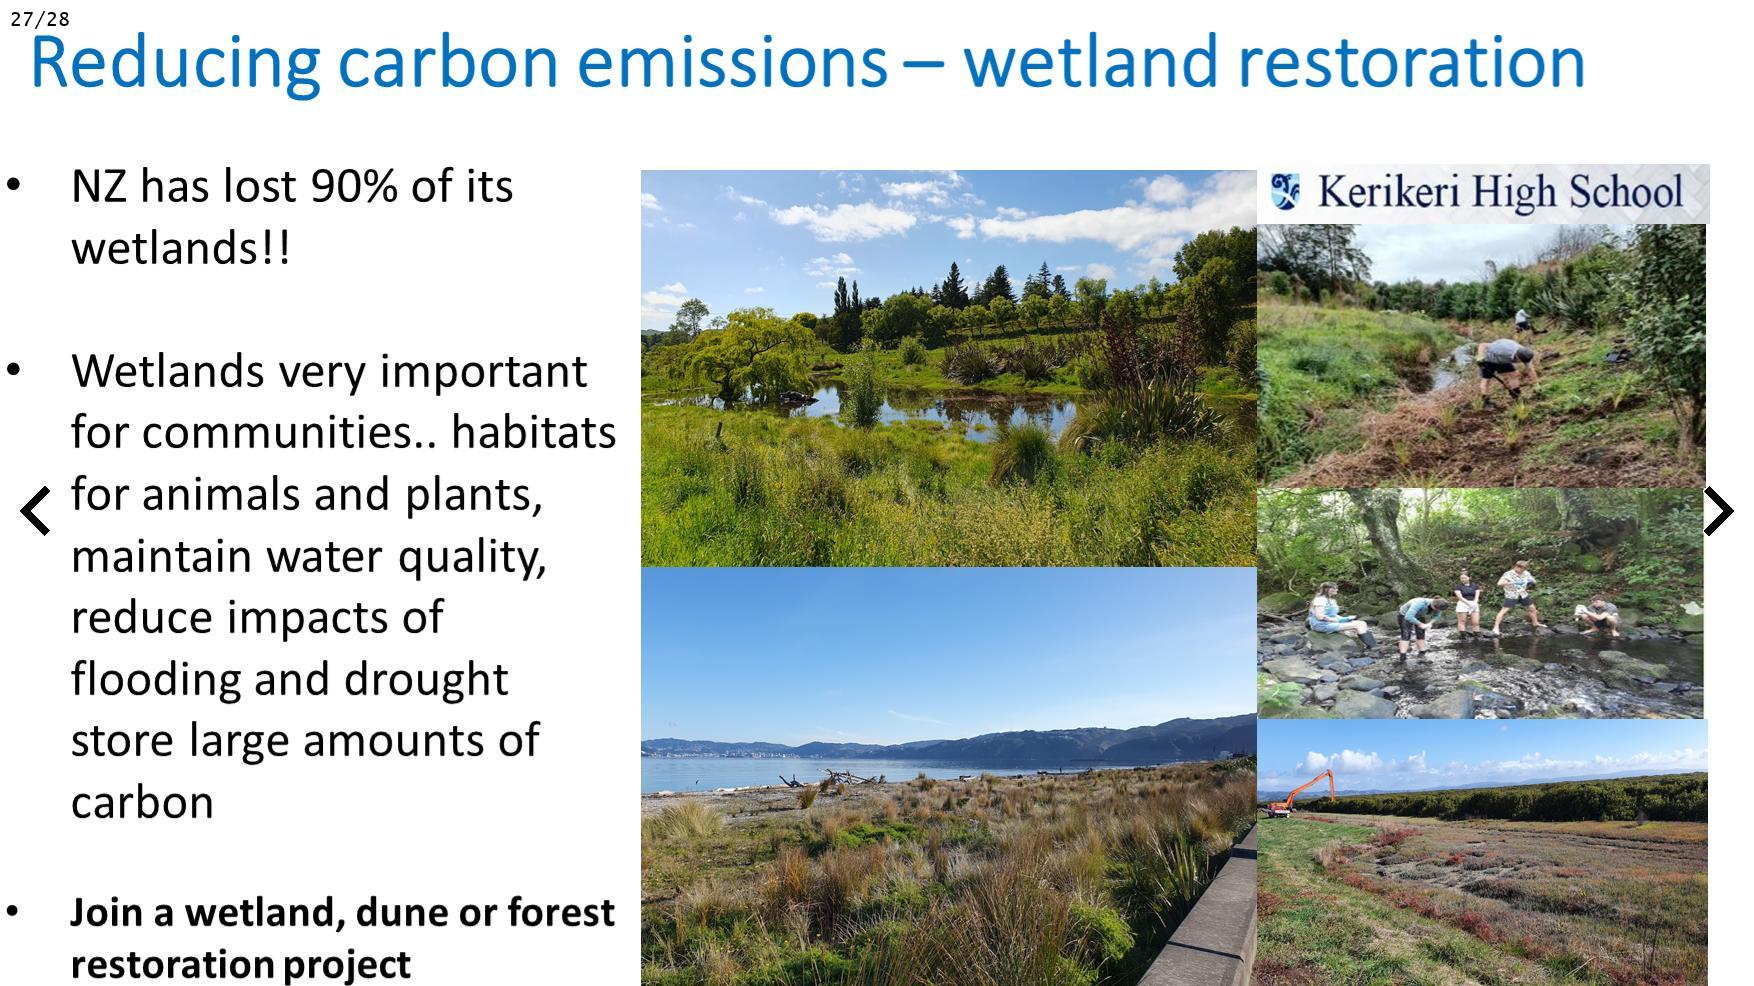 27/28
Reducing carbon emissions – wetland restoration
• NZ has lost 90% of its
wetlands!!
• Wetlands very important
for communities.. habitats
for animals and plants,
maintain water quality,
reduce impacts of
flooding and drought
store large amounts of
carbon
• Join a wetland, dune or forest
restoration project
Kerikeri High School